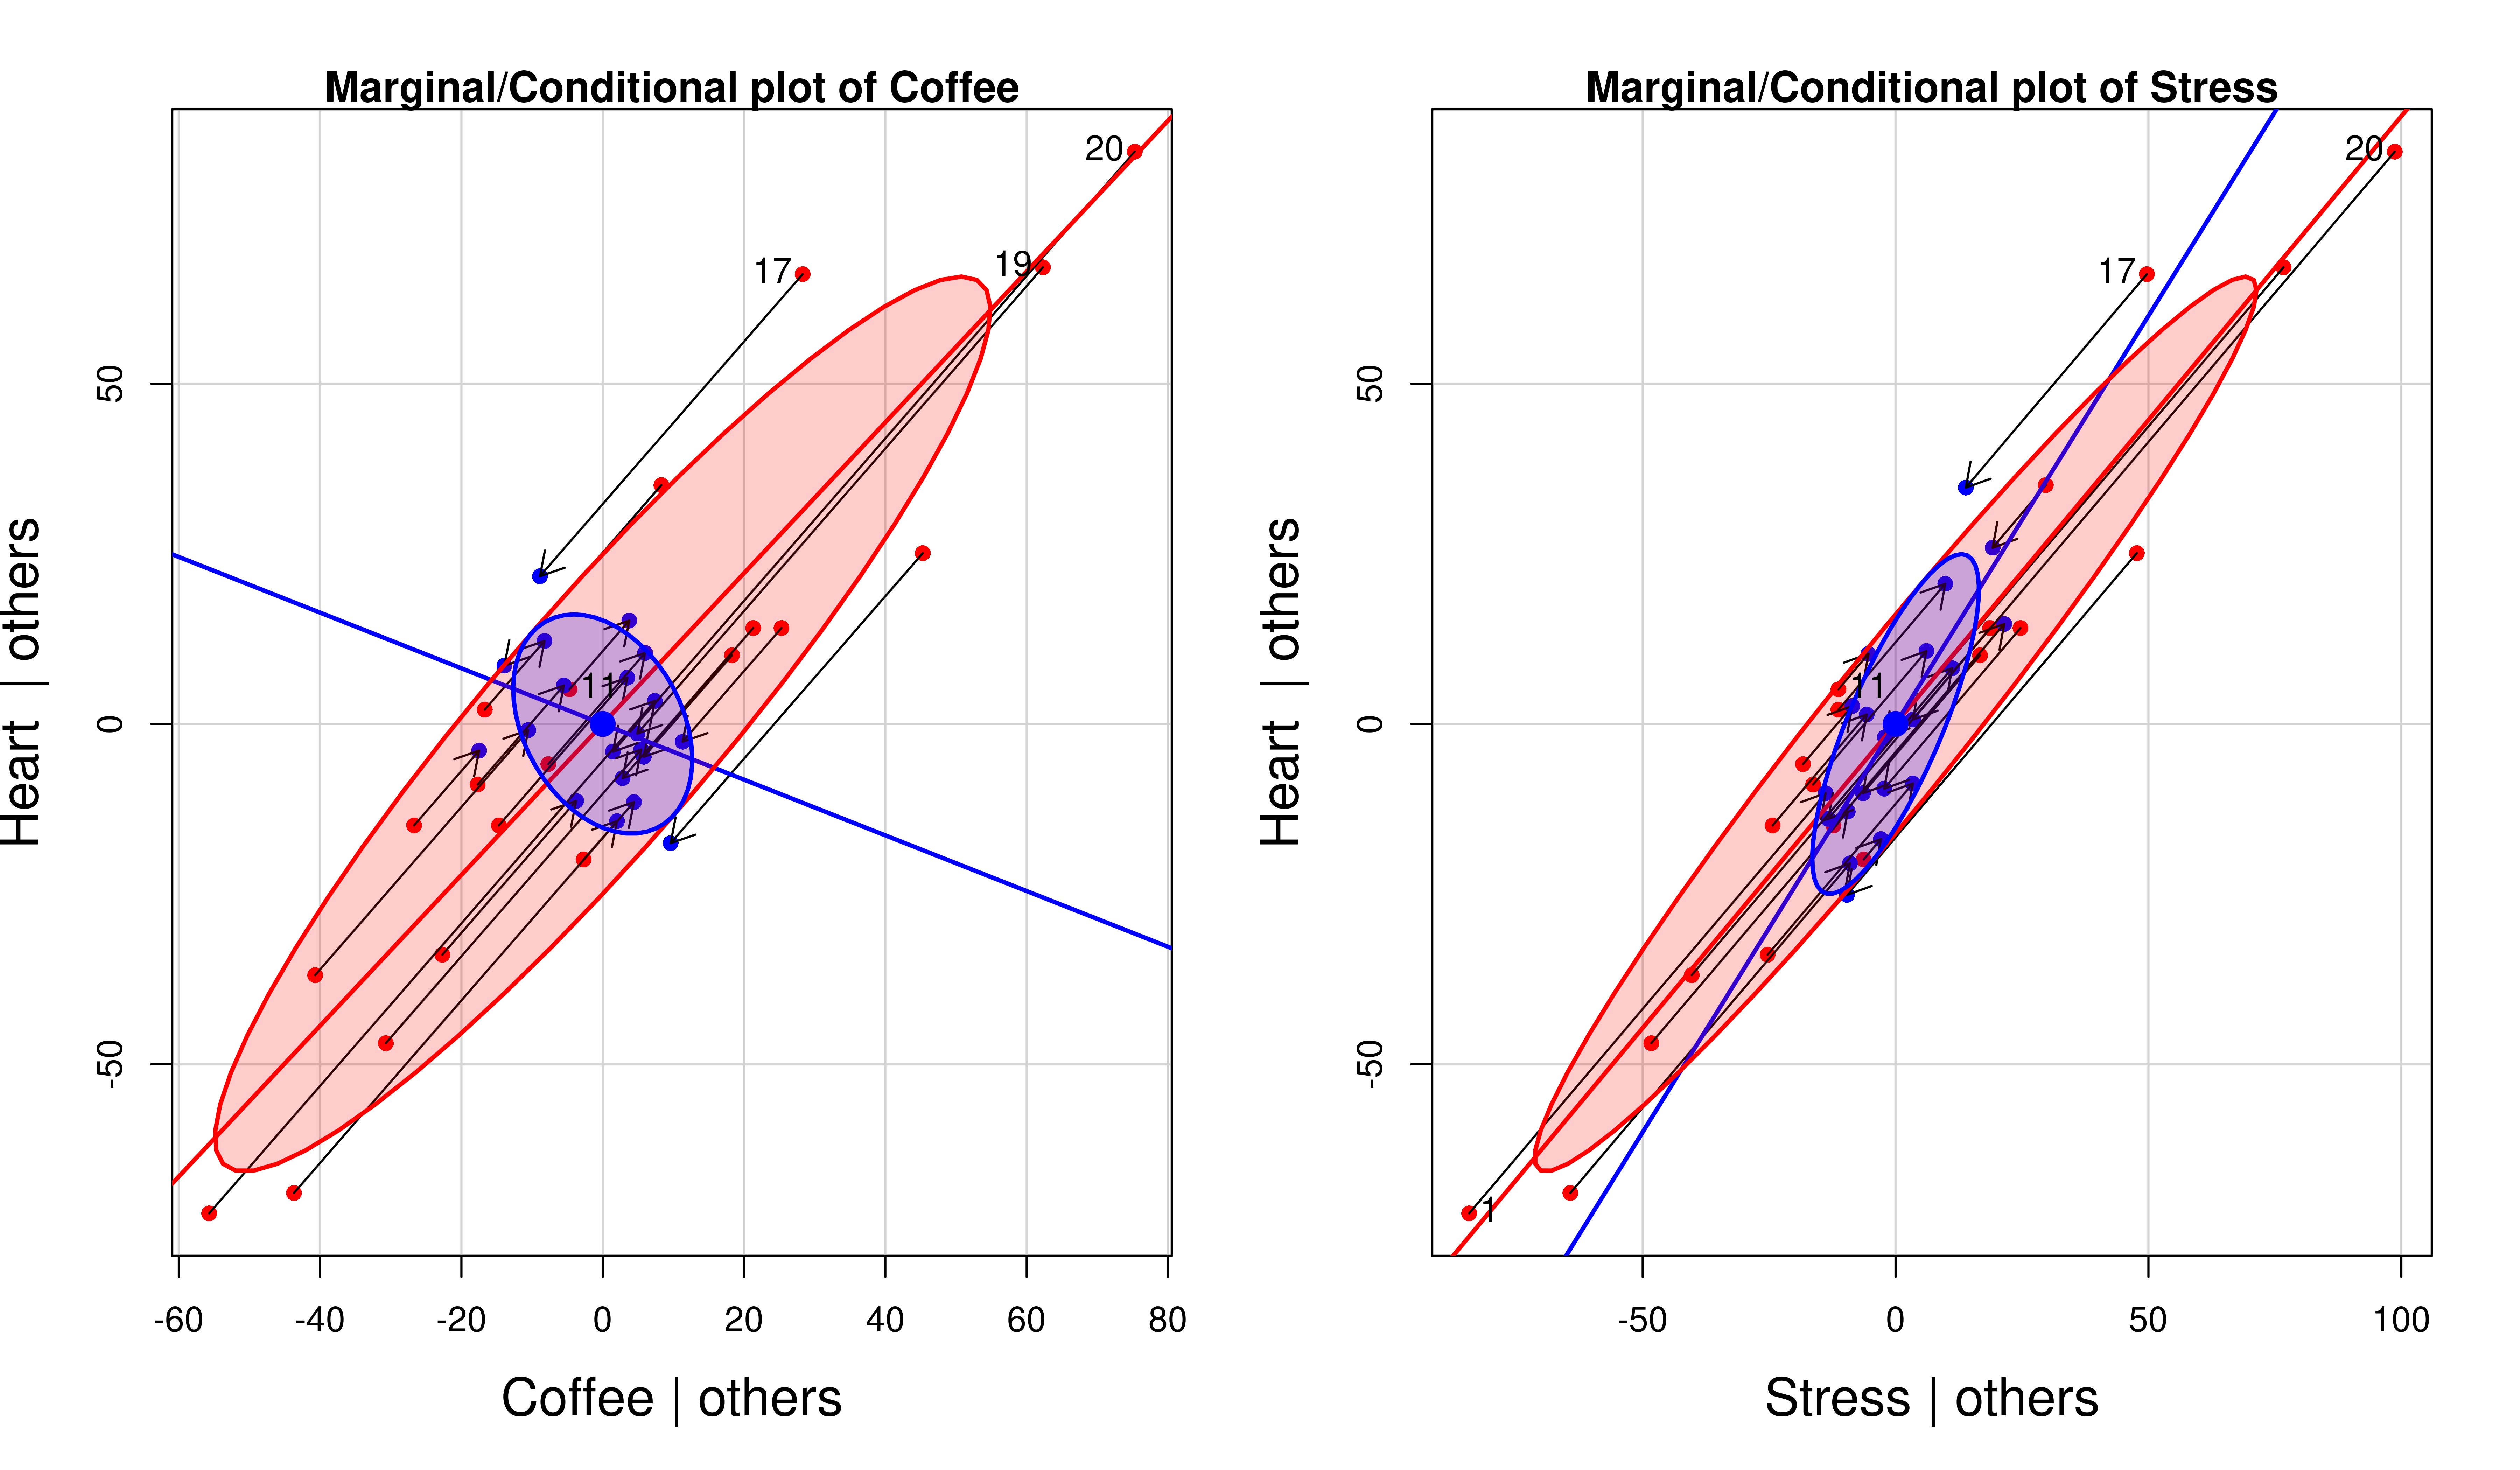 Marginal/Conditional plot of Coffee
Heart | others
50
0
-50
20
19
17
11
-60 -40 -20 0 20 40 60 80
Coffee | others
Marginal/Conditional plot of Stress
Heart | others
50
0
-50
20
17
11
1
-50 0 50 100
Stress | others